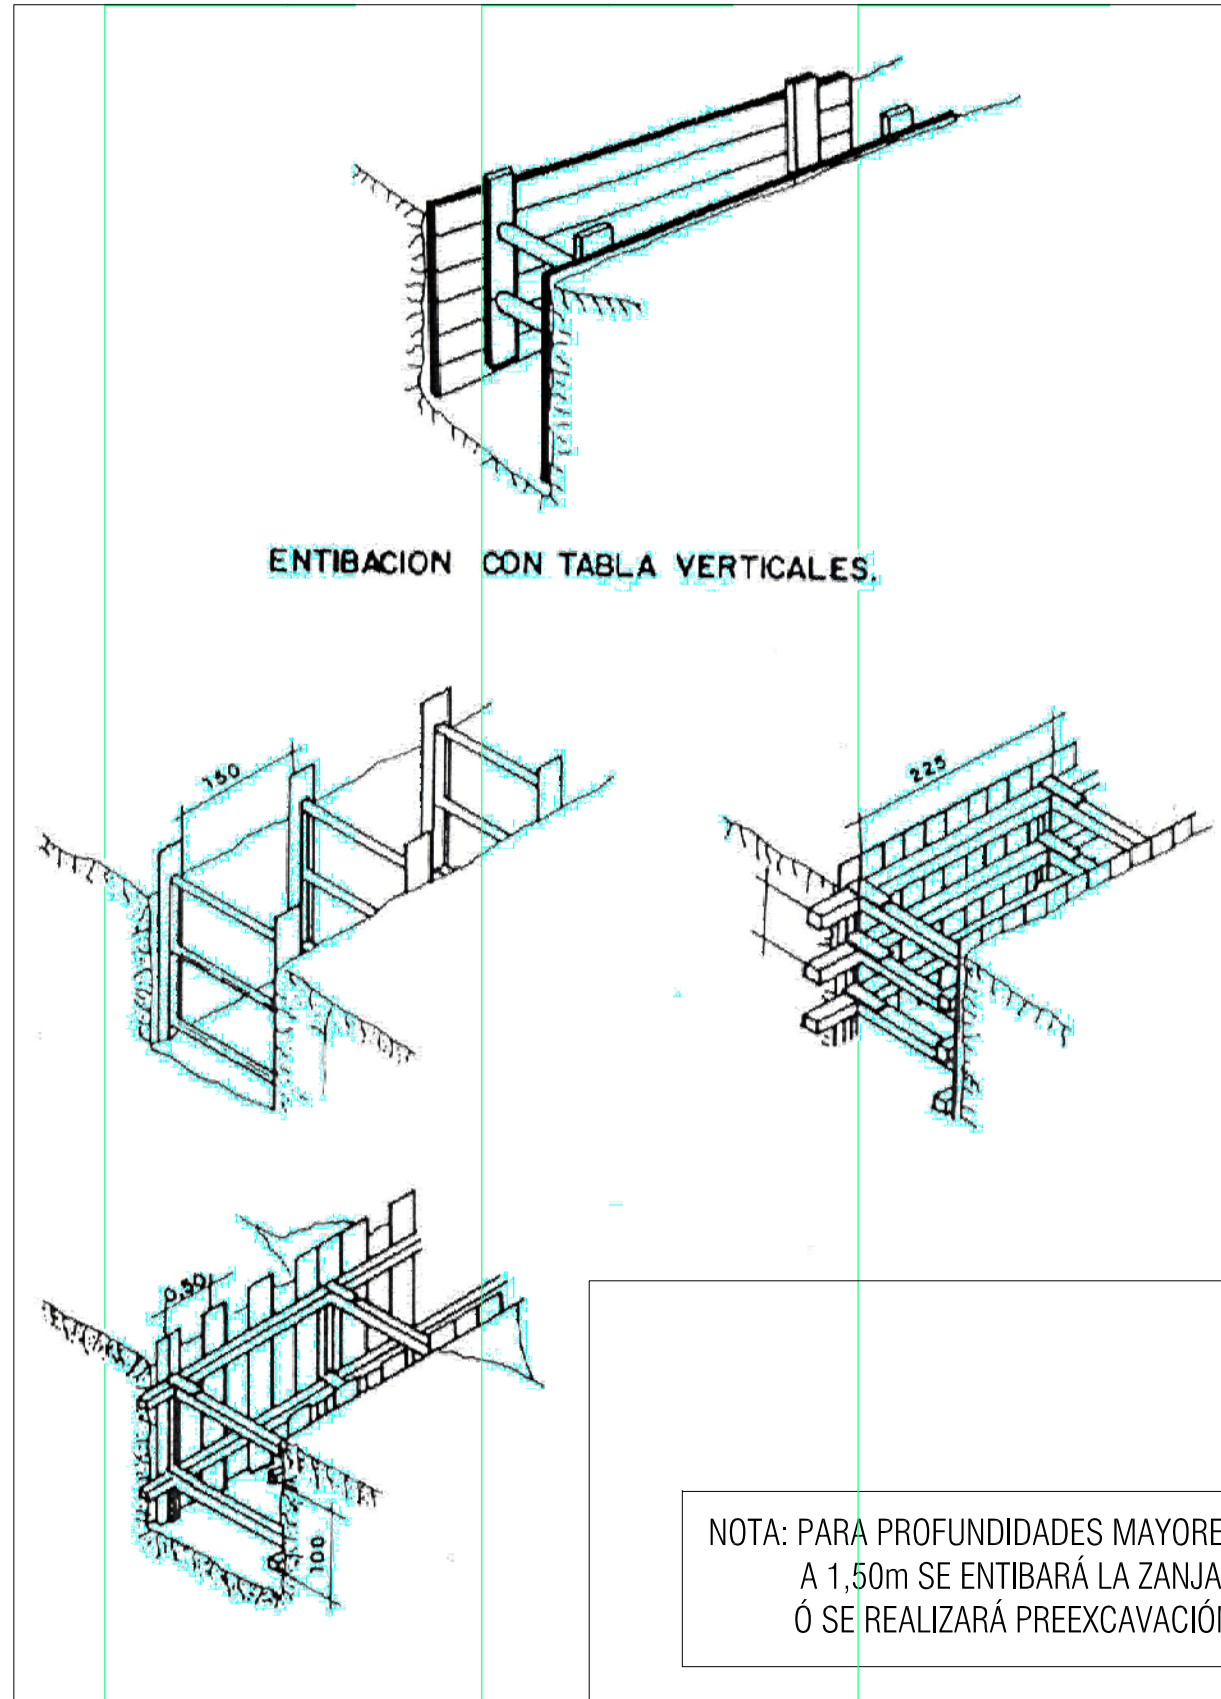 ENTIBACION CON TABLA VERTICALES.
150
225
0,50
100
NOTA: PARA PROFUNDIDADES MAYORE
A 1,50m SE ENTIBARÁ LA ZANJA
Ó SE REALIZARÁ PREEXCAVACIÓ